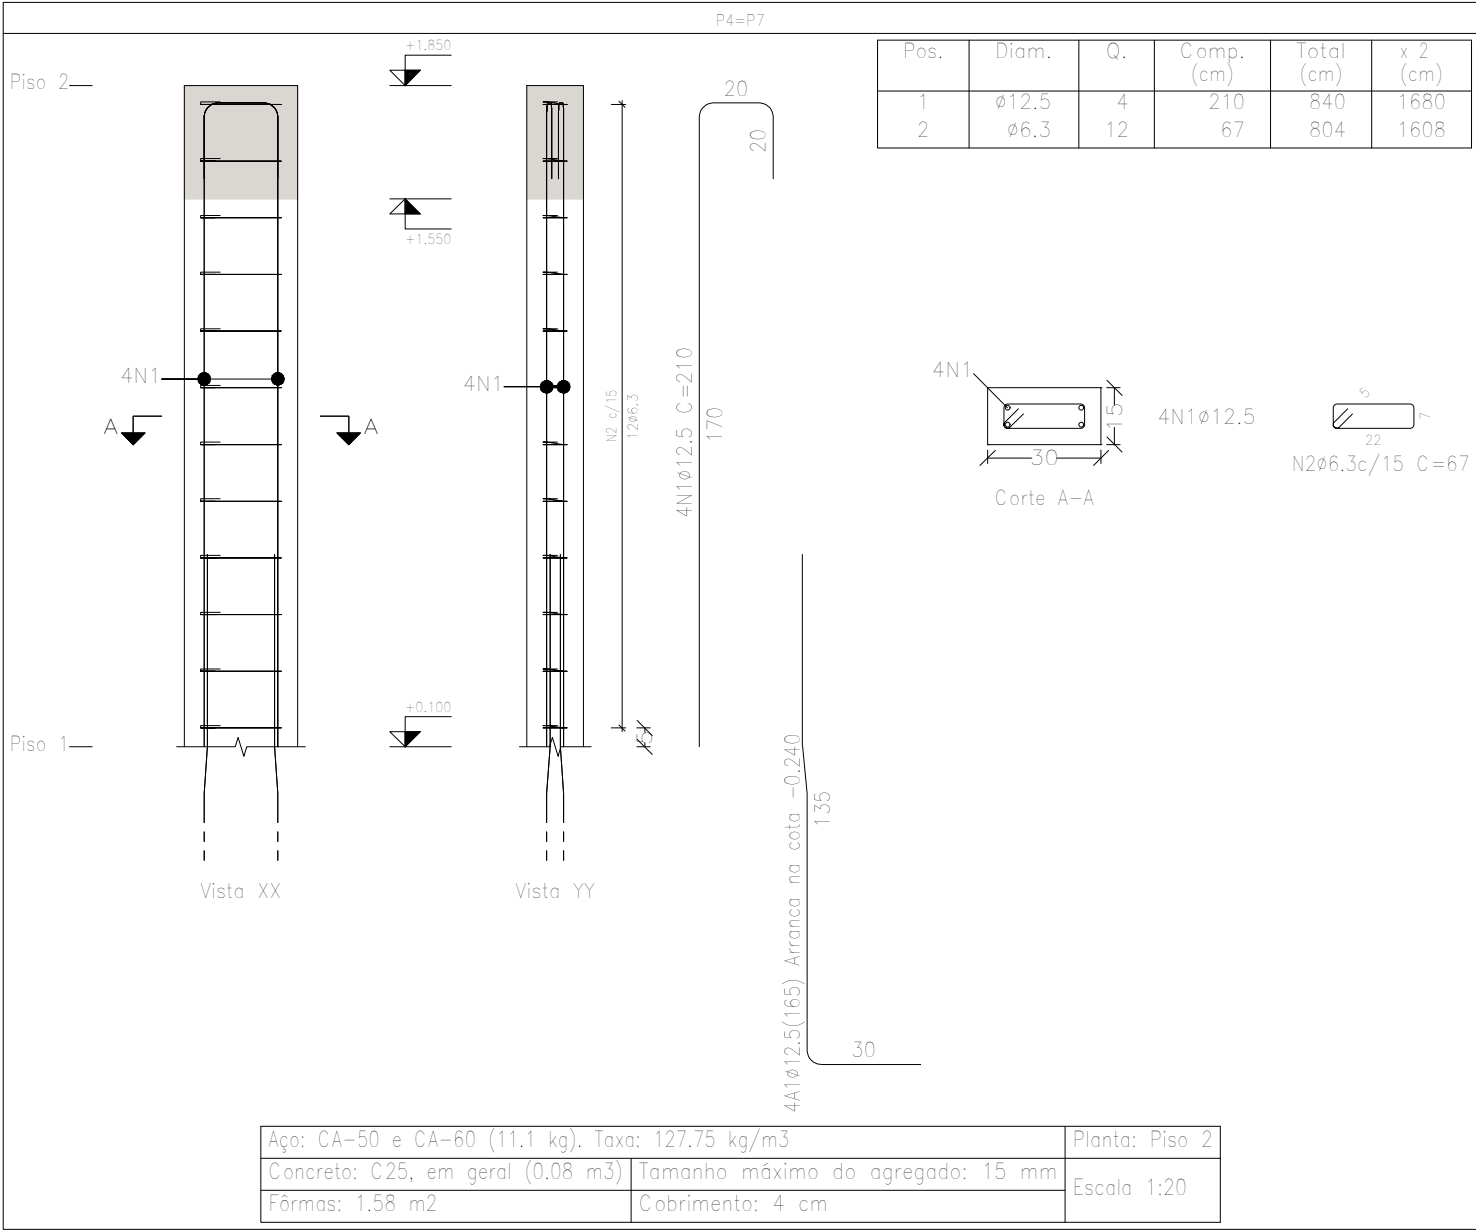 P4=P7
Pos. Diam. Q. Comp. (cm) Total (cm) x 2 (cm)
1 ø12.5 4 210 840 1680
2 ø6.3 12 67 804 1608
Piso 2
+1.850
+1.550
4N1
A A
Piso 1
+0.100
Vista XX
4N1
N2 c/15
12ø6.3
5
Vista YY
20
20
4N1ø12.5 C=210
170
4A1ø12.5(165) Arranca na cota -0.240
135
30
4N1
15
30
Corte A-A
4N1ø12.5
5
7
22
N2ø6.3c/15 C=67
Aço: CA-50 e CA-60 (11.1 kg). Taxa: 127.75 kg/m3
Planta: Piso 2
Concreto: C25, em geral (0.08 m3)
Tamanho máximo do agregado: 15 mm
Escala 1:20
Fôrmas: 1.58 m2
Cobrimento: 4 cm